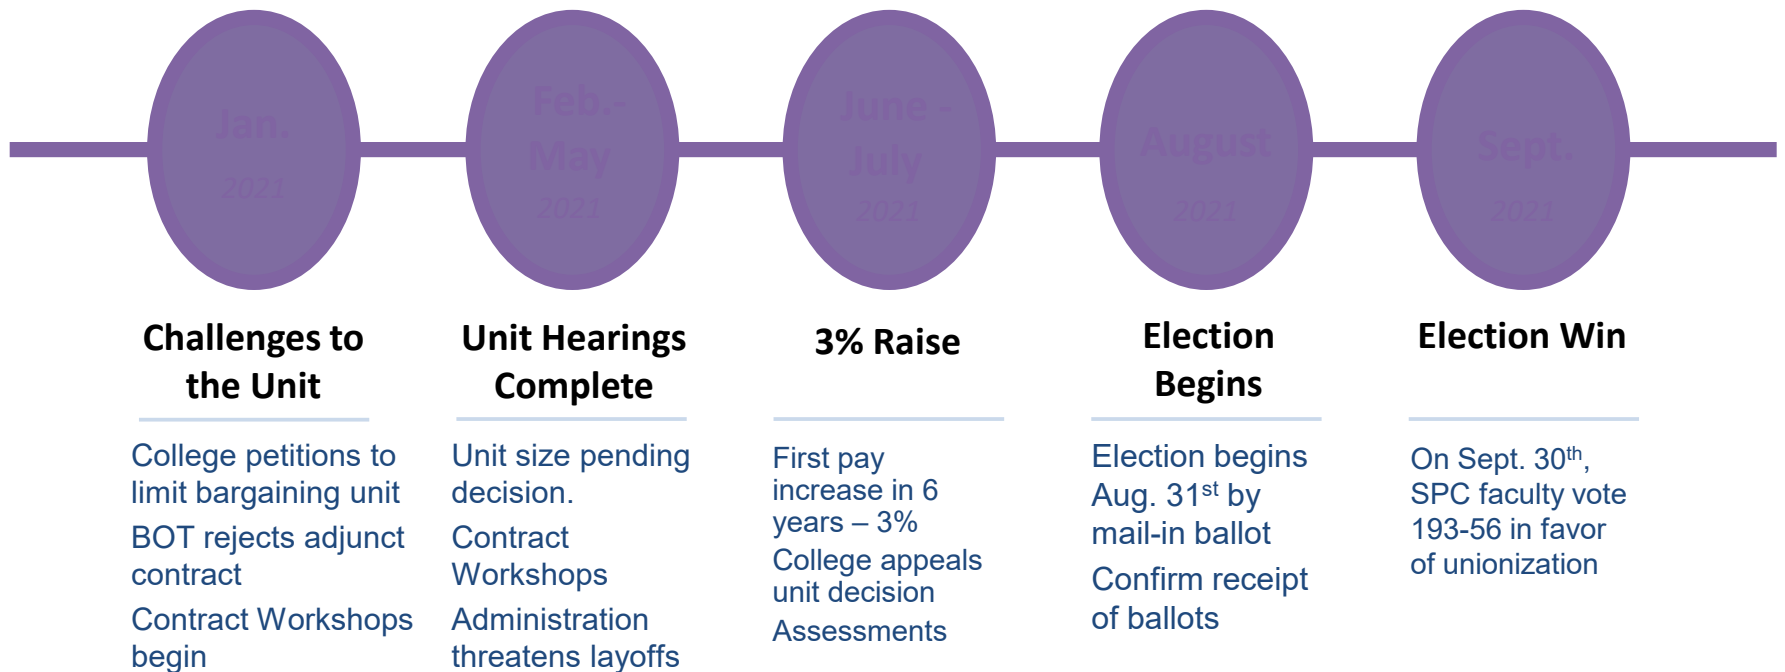 Jan.
2021
Feb.-
May
2021
June -
July
2021
August
2021
Sept.
2021
Challenges to
the Unit
College petitions to
limit bargaining unit
BOT rejects adjunct
contract
Contract Workshops
begin
Unit Hearings
Complete
Unit size pending
decision.
Contract
Workshops
Administration
threatens layoffs
3% Raise
First pay
increase in 6
years – 3%
College appeals
unit decision
Assessments
Election
Begins
Election begins
Aug. 31st by
mail-in ballot
Confirm receipt
of ballots
Election Win
On Sept. 30th,
SPC faculty vote
193-56 in favor
of unionization